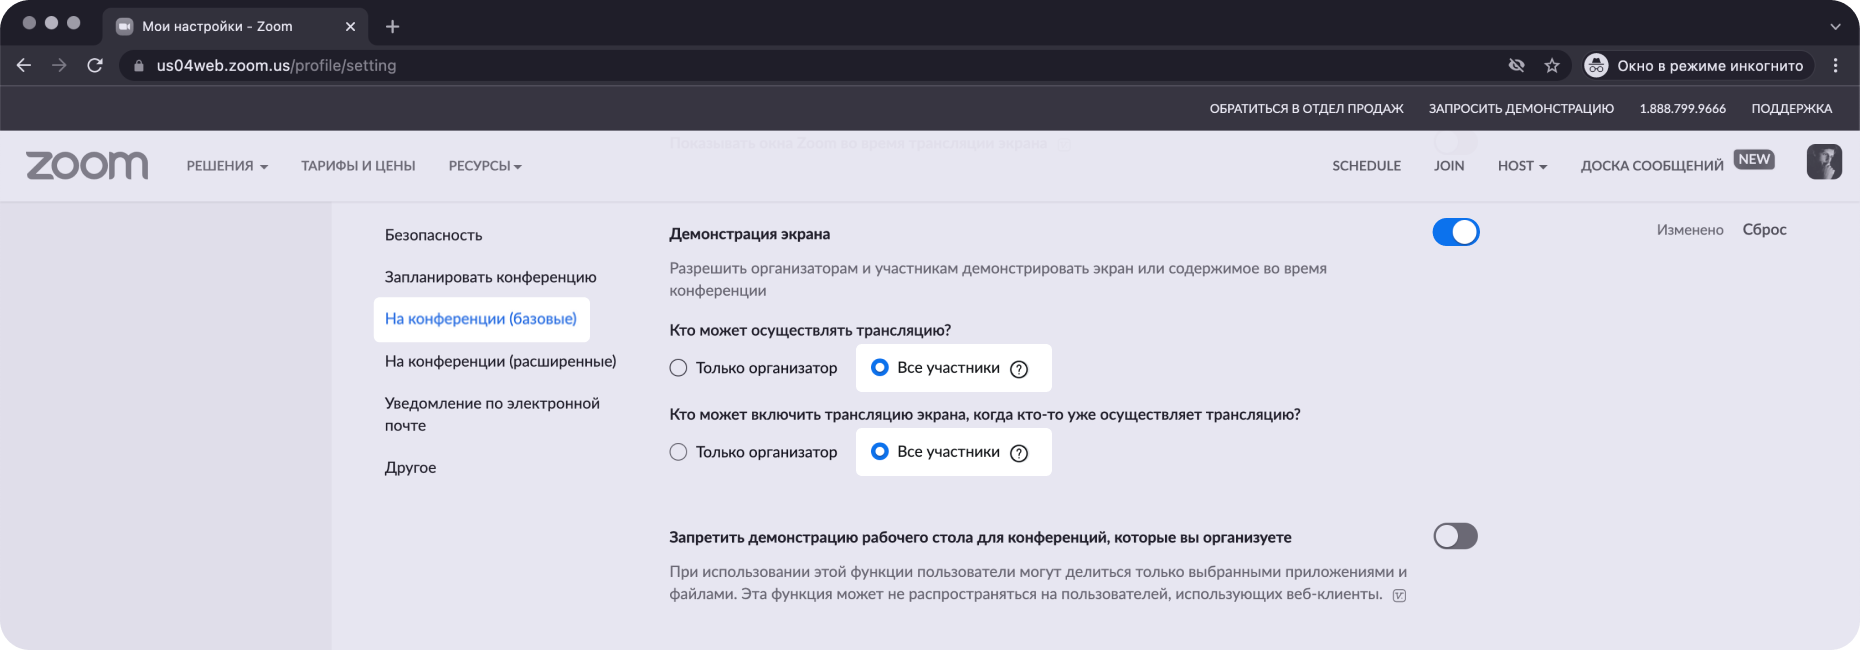 Мои настройки - Zoom
us04web.zoom.us/profile/setting
Окно в режиме инкогнито
ОБРАТИТЬСЯ В ОТДЕЛ ПРОДАЖ ЗАПРОСИТЬ ДЕМОНСТРАЦИЮ 1.888.799.9666 ПОДДЕРЖКА
Показывать окна Zoom во время трансляции экрана
zoom РЕШЕНИЯ ТАРИФЫ И ЦЕНЫ РЕСУРСЫ SCHEDULE JOIN HOST ДОСКА СООБЩЕНИЙ NEW
Безопасность
Запланировать конференцию
На конференции (базовые)
На конференции (расширенные)
Уведомление по электронной
почте
Другое
Демонстрация экрана
Изменено Сброс
Разрешить организаторам и участникам демонстрировать экран или содержимое во время
конференции
Кто может осуществлять трансляцию?
Только организатор Все участники ?
Кто может включить трансляцию экрана, когда кто-то уже осуществляет трансляцию?
Только организатор Все участники ?
Запретить демонстрацию рабочего стола для конференций, которые вы организуете
При использовании этой функции пользователи могут делиться только выбранными приложениями и
файлами. Эта функция может не распространяться на пользователей, использующих веб-клиенты.